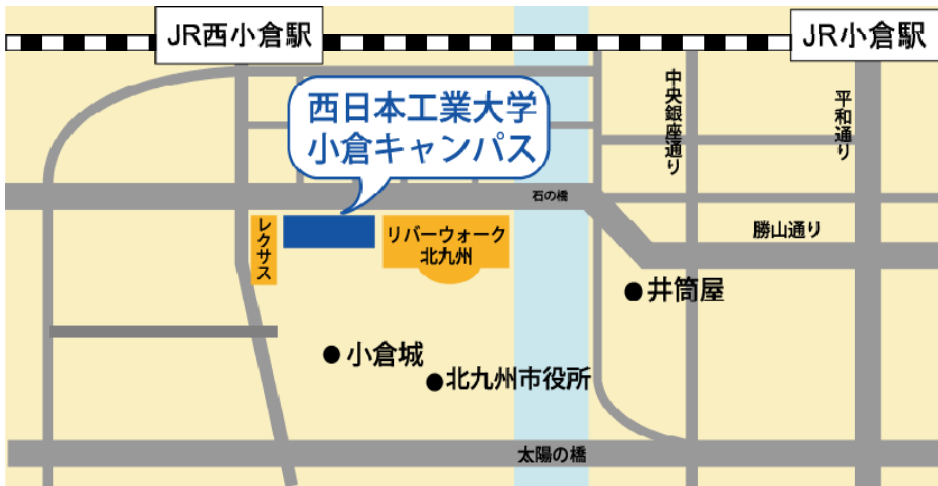 JR西小倉駅
JR小倉駅
西日本工業大学
小倉キャンパス
中央銀座通り
平和通り
石の橋
レクサス
リバーウォーク
北九州
勝山通り
井筒屋
小倉城
北九州市役所
太陽の橋